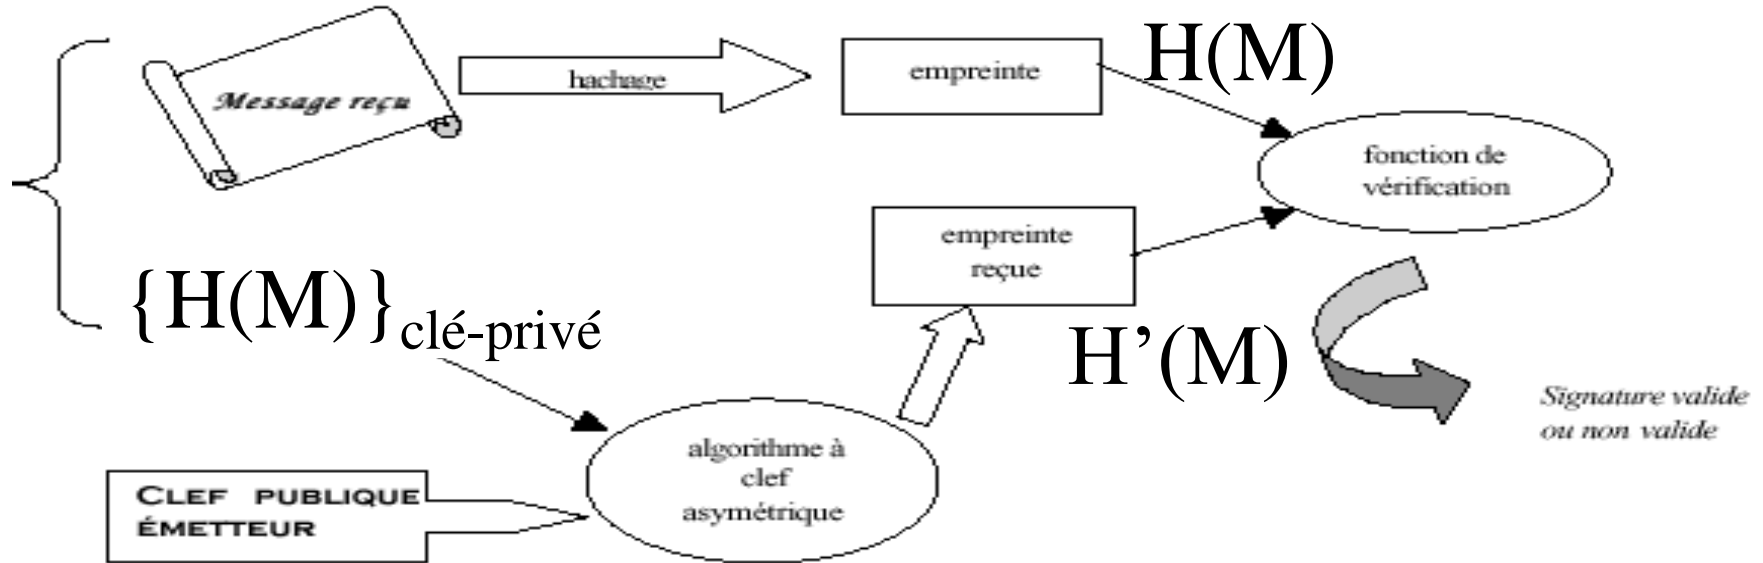 Message reçu
hachage
empreinte
H(M)
fonction de
vérification
empreinte
reçue
{H(M)}clé-privé
H’(M)
Signature valide
ou non valide
algorithme à
clef
asymétrique
CLEF PUBLIQUE
ÉMETTEUR